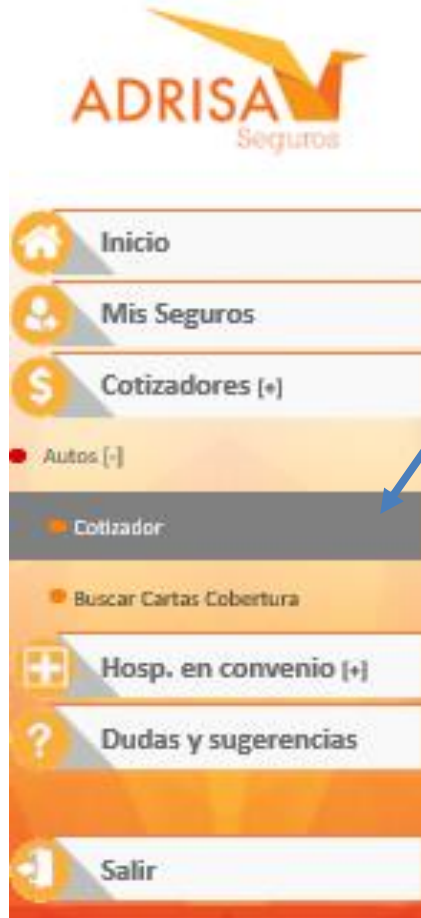 ADRISA
Seguros
Inicio
Mis Seguros
Cotizadores [+]
Autos [-]
Cotizador
Buscar Cartas Cobertura
Hosp. en convenio [+]
Dudas y sugerencias
Salir